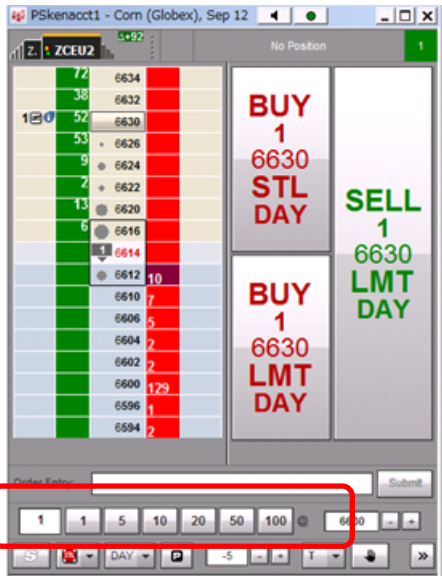 PSkenacct1 - Corn (Globex), Sep 12
Z. ZCEU2
5+92
No Position
1
72 6634
38 6632
1 52 6630
53 6626
9 6624
2 6622
13 6620
6 6616
1 6614
6612 10
6610 7
6606 5
6604 2
6602 2
6600 129
6596 1
6594 2
BUY
1
6630
STL
DAY
BUY
1
6630
LMT
DAY
SELL
1
6630
LMT
DAY
Order Entry:
Submit
1 1 5 10 20 50 100 @ 6630 - +
S DAY P -5 - + T »